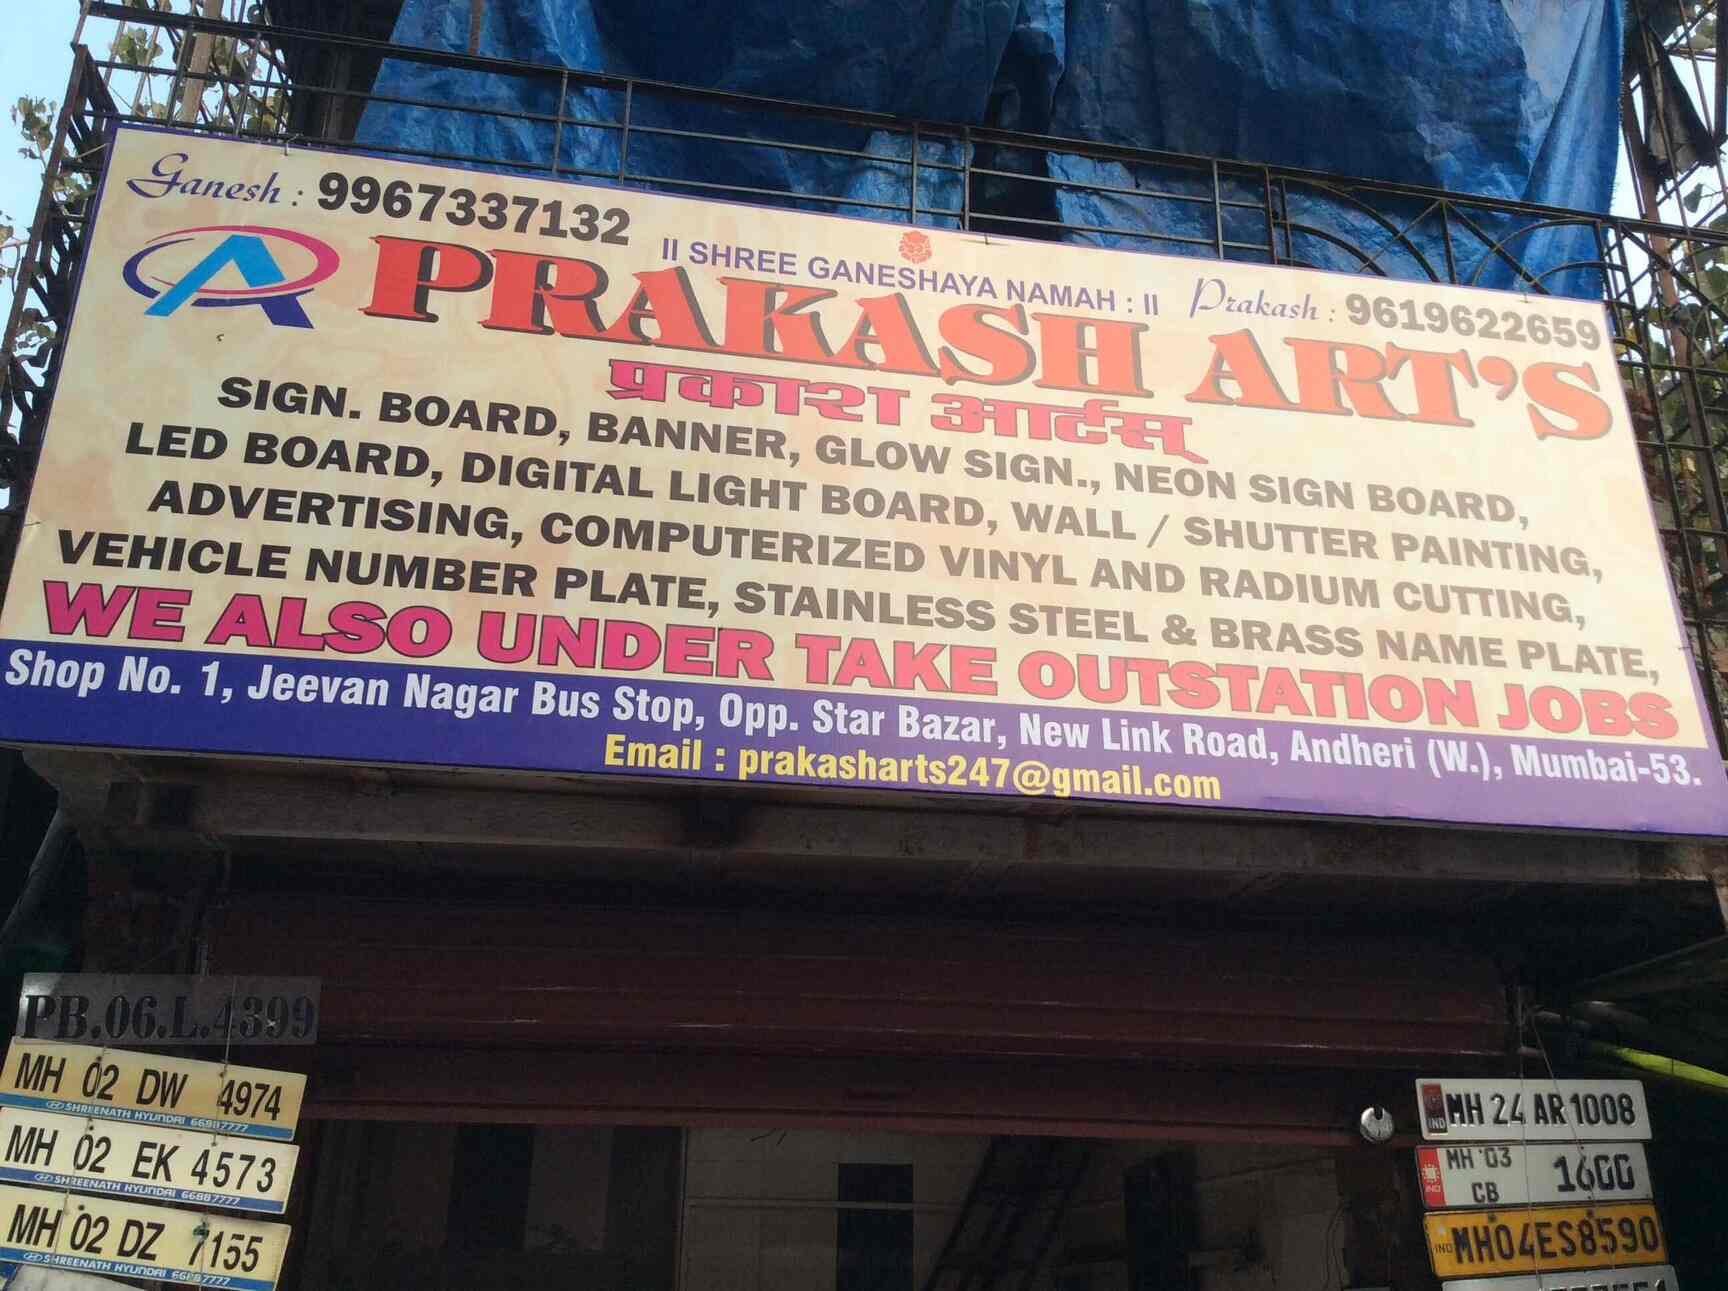 Ganesh : 9967337132
II SHREE GANESHAYA NAMAH : II
Prakash : 9619622659
PRAKASH ART'S
प्रकाश आर्टस्
SIGN. BOARD, BANNER, GLOW SIGN., NEON SIGN BOARD,
LED BOARD, DIGITAL LIGHT BOARD, WALL / SHUTTER PAINTING,
ADVERTISING, COMPUTERIZED VINYL AND RADIUM CUTTING,
VEHICLE NUMBER PLATE, STAINLESS STEEL & BRASS NAME PLATE,
WE ALSO UNDER TAKE OUTSTATION JOBS
Shop No. 1, Jeevan Nagar Bus Stop, Opp. Star Bazar, New Link Road, Andheri (W.), Mumbai-53.
Email : prakasharts247@gmail.com
PB.06.L.4399
MH 02 DW 4974
SHREENATH HYUNDAI 66887777
MH 02 EK 4573
SHREENATH HYUNDAI 66887777
MH 02 DZ 7155
SHREENATH HYUNDAI 66887777
IND MH 24 AR 1008
MH 03
CB 1600
IND
IND MH04ES8590